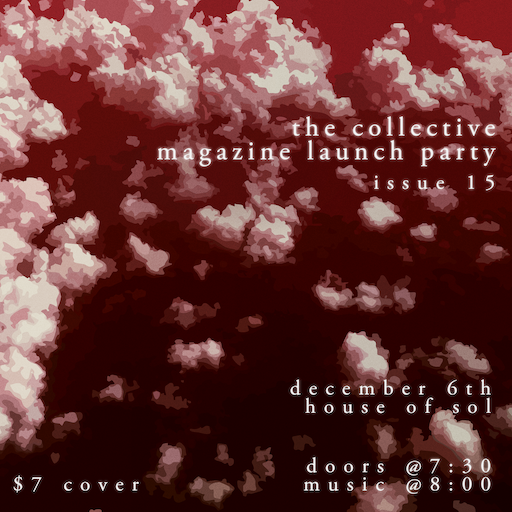 the collective
magazine launch party
issue 15
december 6th
house of sol
doors @7:30
$7 cover
music @8:00